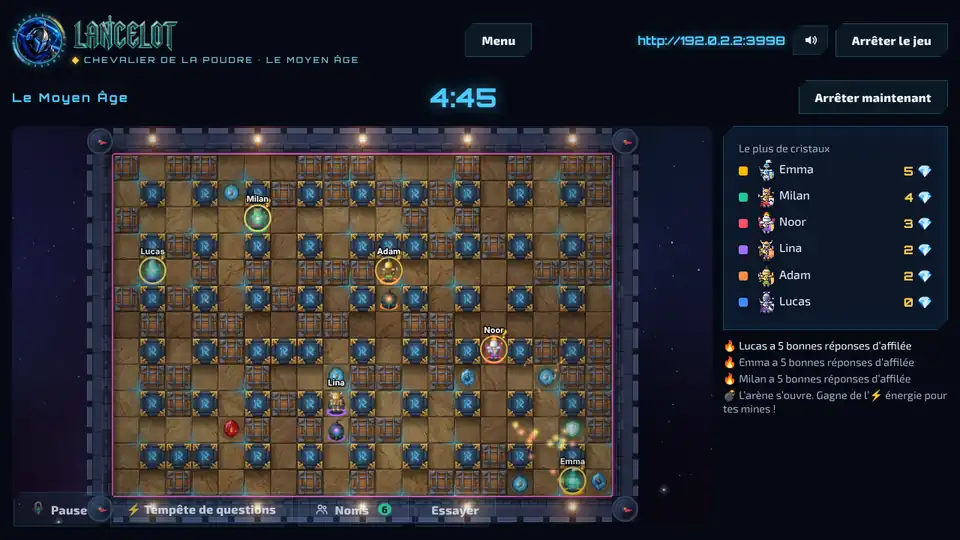 LANCELOT
CHEVALIER DE LA POUDRE · LE MOYEN ÂGE
Menu
http://192.0.2.2:3998
Arrêter le jeu
Le Moyen Âge
4:45
Arrêter maintenant
Le plus de cristaux
Emma 5
Milan 4
Noor 3
Lina 2
Adam 2
Lucas 0
🔥 Lucas a 5 bonnes réponses d'affilée
🔥 Emma a 5 bonnes réponses d'affilée
🔥 Milan a 5 bonnes réponses d'affilée
💣 L'arène s'ouvre. Gagne de l'⚡ énergie pour
tes mines !
Milan
Lucas
Adam
Noor
Lina
Emma
Pause
⚡ Tempête de questions
Noms 6
Essayer